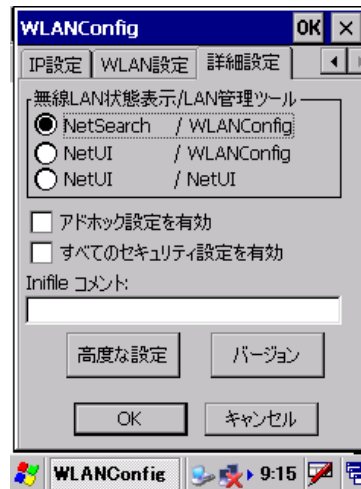 WLANConfig OK ×
IP設定 WLAN設定 詳細設定
無線LAN状態表示/LAN管理ツール
NetSearch / WLANConfig
NetUI / WLANConfig
NetUI / NetUI
アドホック設定を有効
すべてのセキュリティ設定を有効
Inifile コメント:
高度な設定 バージョン
OK キャンセル
WLANConfig 9:15